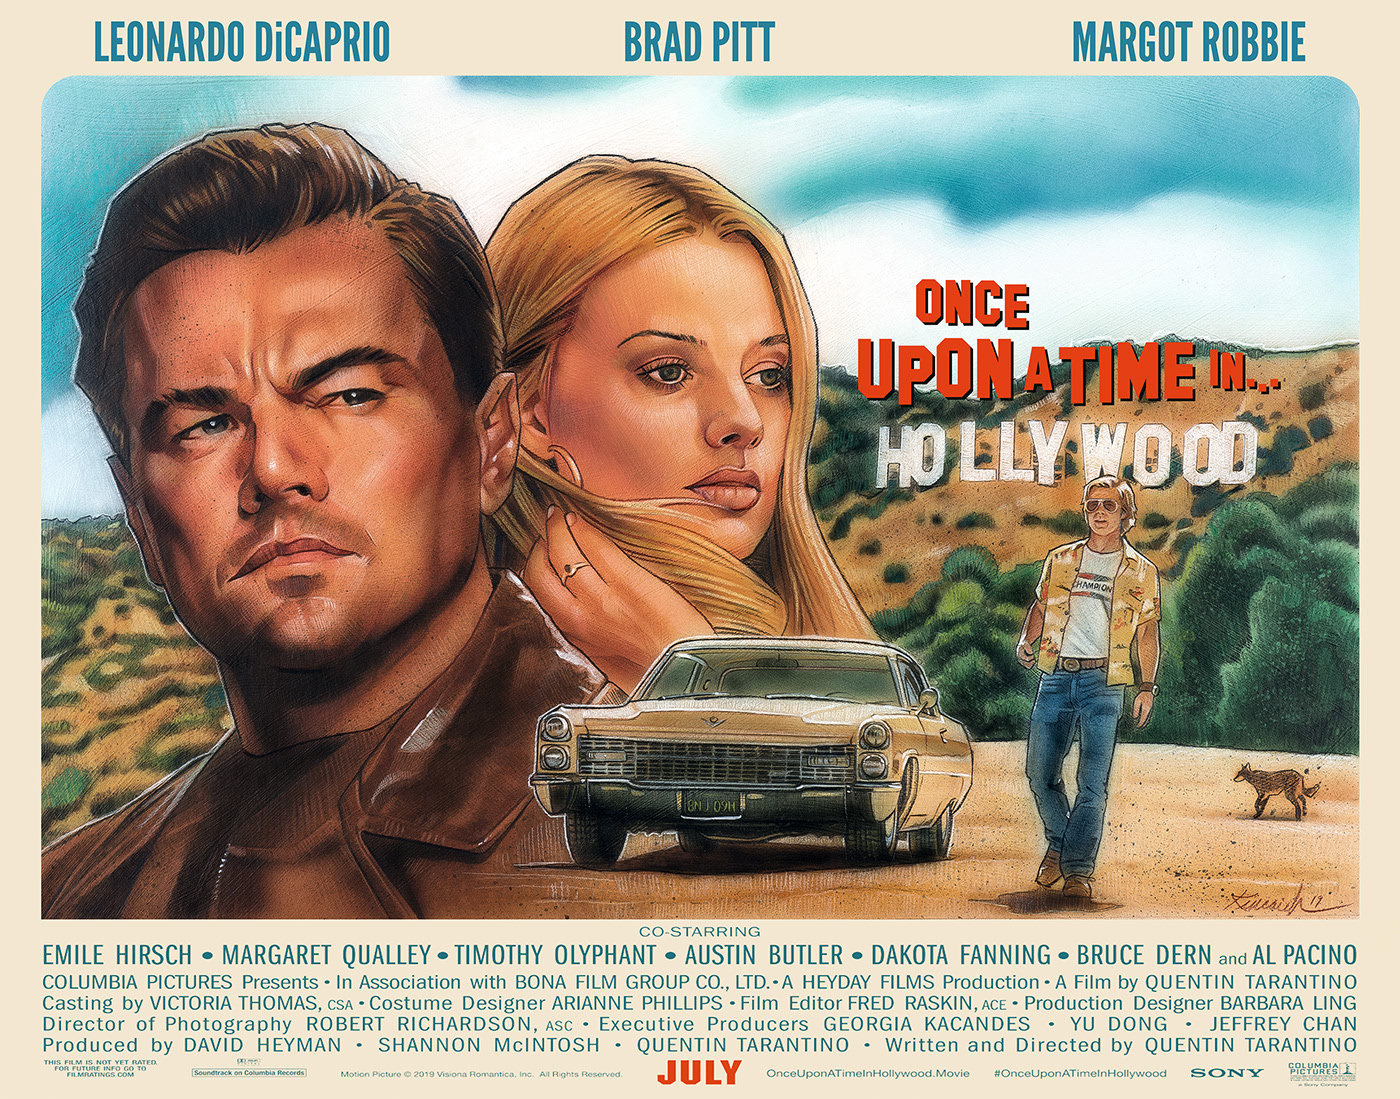 LEONARDO DiCAPRIO BRAD PITT MARGOT ROBBIE
ONCE
UPON A TIME IN...
HOLLYWOOD
CHAMPION
CO-STARRING
EMILE HIRSCH • MARGARET QUALLEY • TIMOTHY OLYPHANT • AUSTIN BUTLER • DAKOTA FANNING • BRUCE DERN and AL PACINO
COLUMBIA PICTURES Presents • In Association with BONA FILM GROUP CO., LTD. • A HEYDAY FILMS Production • A Film by QUENTIN TARANTINO
Casting by VICTORIA THOMAS, CSA • Costume Designer ARIANNE PHILLIPS • Film Editor FRED RASKIN, ACE • Production Designer BARBARA LING
Director of Photography ROBERT RICHARDSON, ASC • Executive Producers GEORGIA KACANDES • YU DONG • JEFFREY CHAN
Produced by DAVID HEYMAN • SHANNON McINTOSH • QUENTIN TARANTINO • Written and Directed by QUENTIN TARANTINO
THIS FILM IS NOT YET RATED.
FOR FUTURE INFO GO TO
FILMRATINGS.COM
Soundtrack on Columbia Records
Motion Picture © 2019 Visiona Romantica, Inc. All Rights Reserved.
JULY
OnceUponATimeInHollywood.Movie
#OnceUponATimeInHollywood
SONY
COLUMBIA
PICTURES
a Sony Company